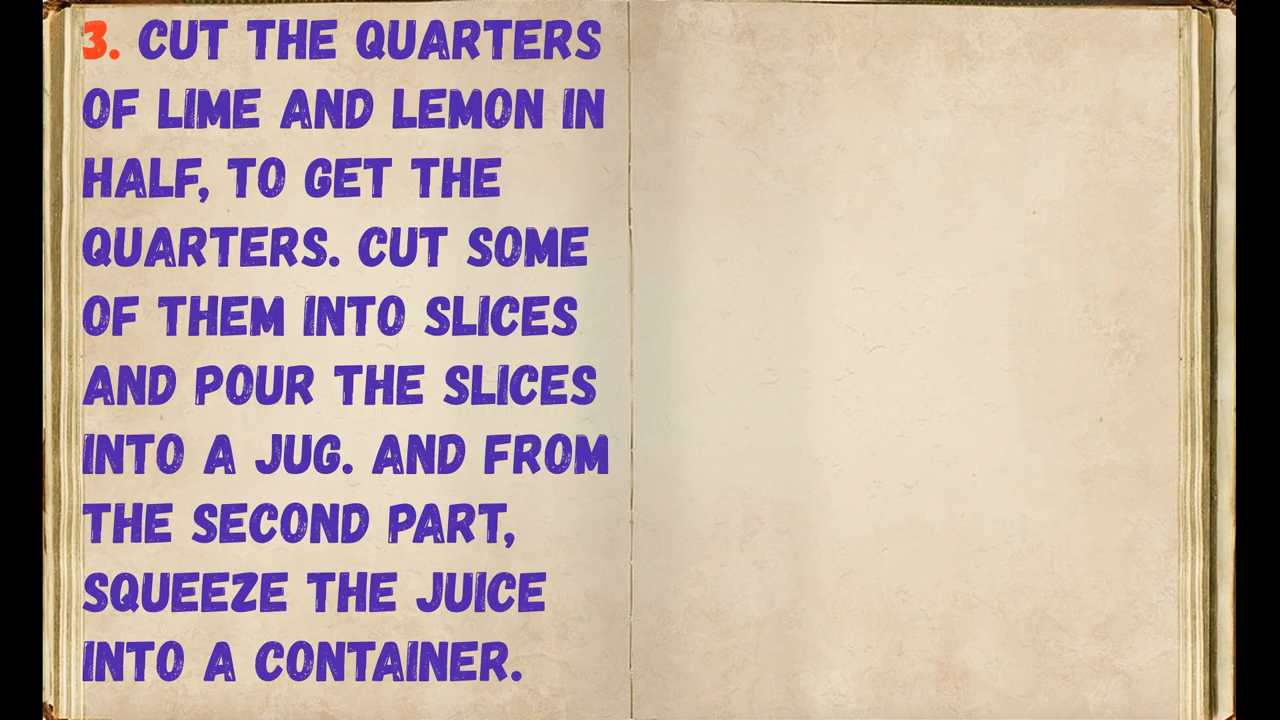 3. CUT THE QUARTERS
OF LIME AND LEMON IN
HALF, TO GET THE
QUARTERS. CUT SOME
OF THEM INTO SLICES
AND POUR THE SLICES
INTO A JUG. AND FROM
THE SECOND PART,
SQUEEZE THE JUICE
INTO A CONTAINER.